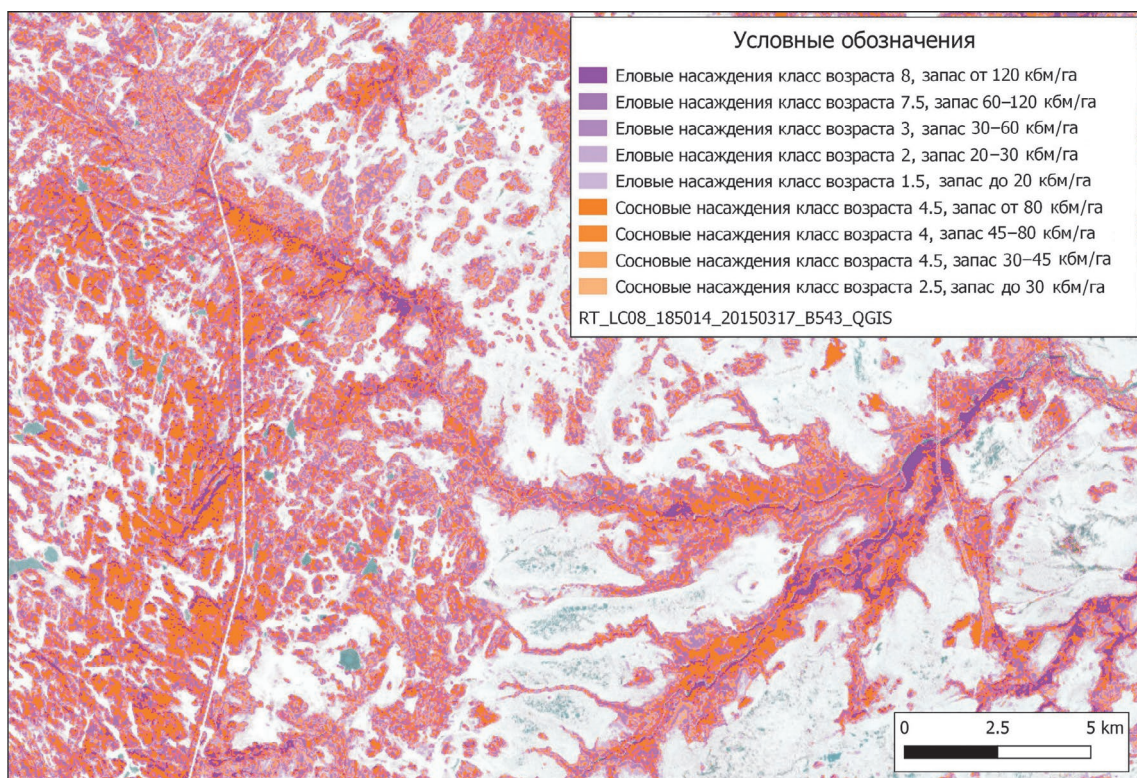 Условные обозначения
Еловые насаждения класс возраста 8, запас от 120 кбм/га
Еловые насаждения класс возраста 7.5, запас 60–120 кбм/га
Еловые насаждения класс возраста 3, запас 30–60 кбм/га
Еловые насаждения класс возраста 2, запас 20–30 кбм/га
Еловые насаждения класс возраста 1.5, запас до 20 кбм/га
Сосновые насаждения класс возраста 4.5, запас от 80 кбм/га
Сосновые насаждения класс возраста 4, запас 45–80 кбм/га
Сосновые насаждения класс возраста 4.5, запас 30–45 кбм/га
Сосновые насаждения класс возраста 2.5, запас до 30 кбм/га
RT_LC08_185014_20150317_B543_QGIS
0 2.5 5 km